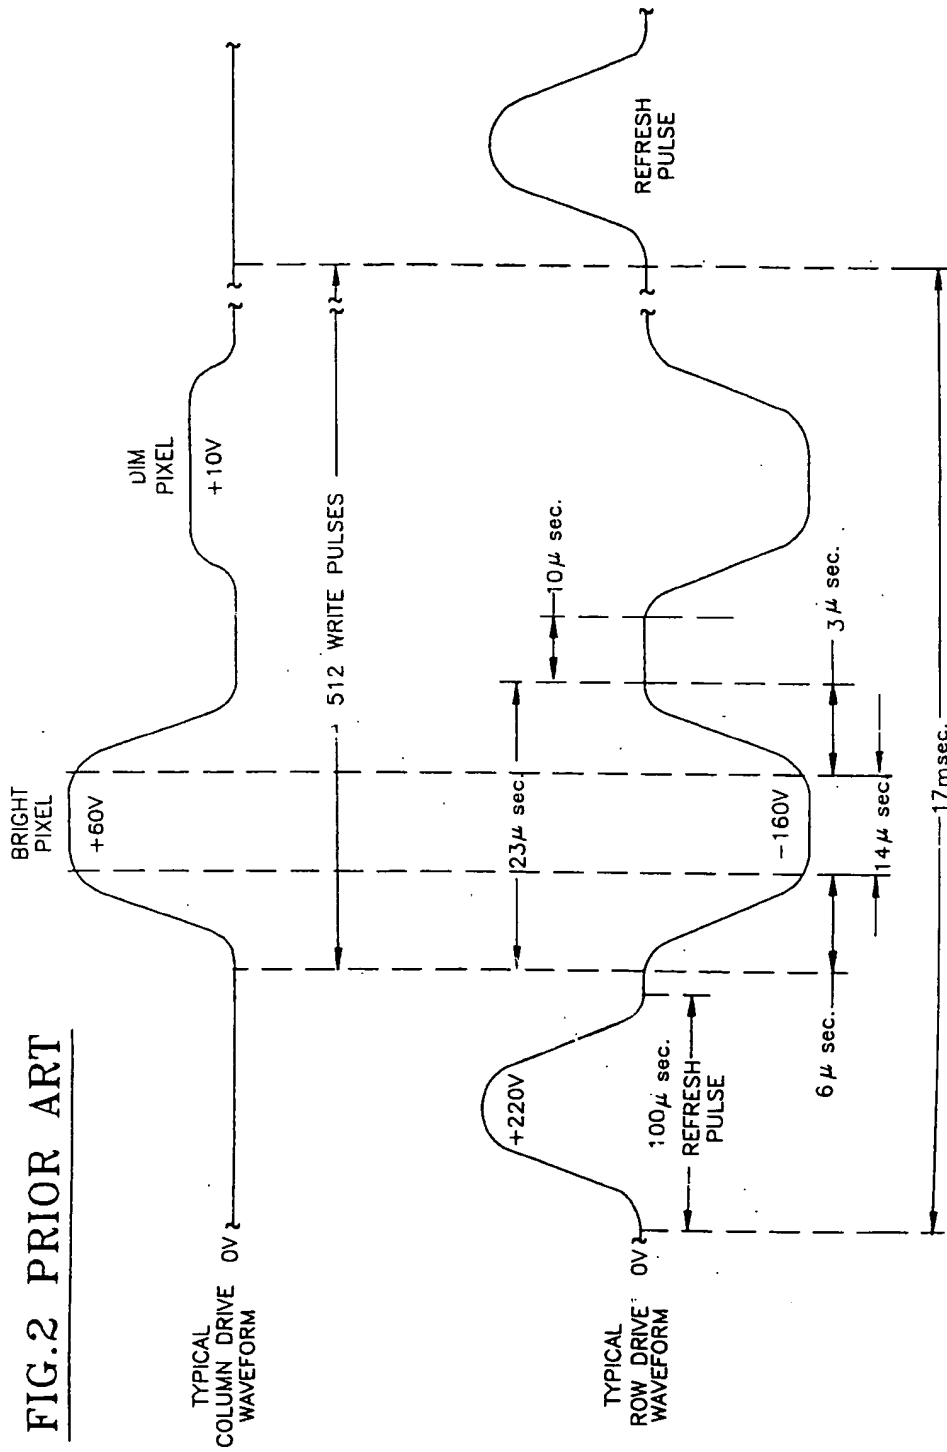 FIG.2 PRIOR ART
BRIGHT
PIXEL
+60V
DIM
PIXEL
+10V
TYPICAL
COLUMN DRIVE 0V
WAVEFORM
512 WRITE PULSES
23μ sec.
10μ sec.
+220V
REFRESH
PULSE
TYPICAL
ROW DRIVE 0V
WAVEFORM
100μ sec.
REFRESH
PULSE
-160V
6μ sec.
3μ sec.
14μ sec.
17msec.